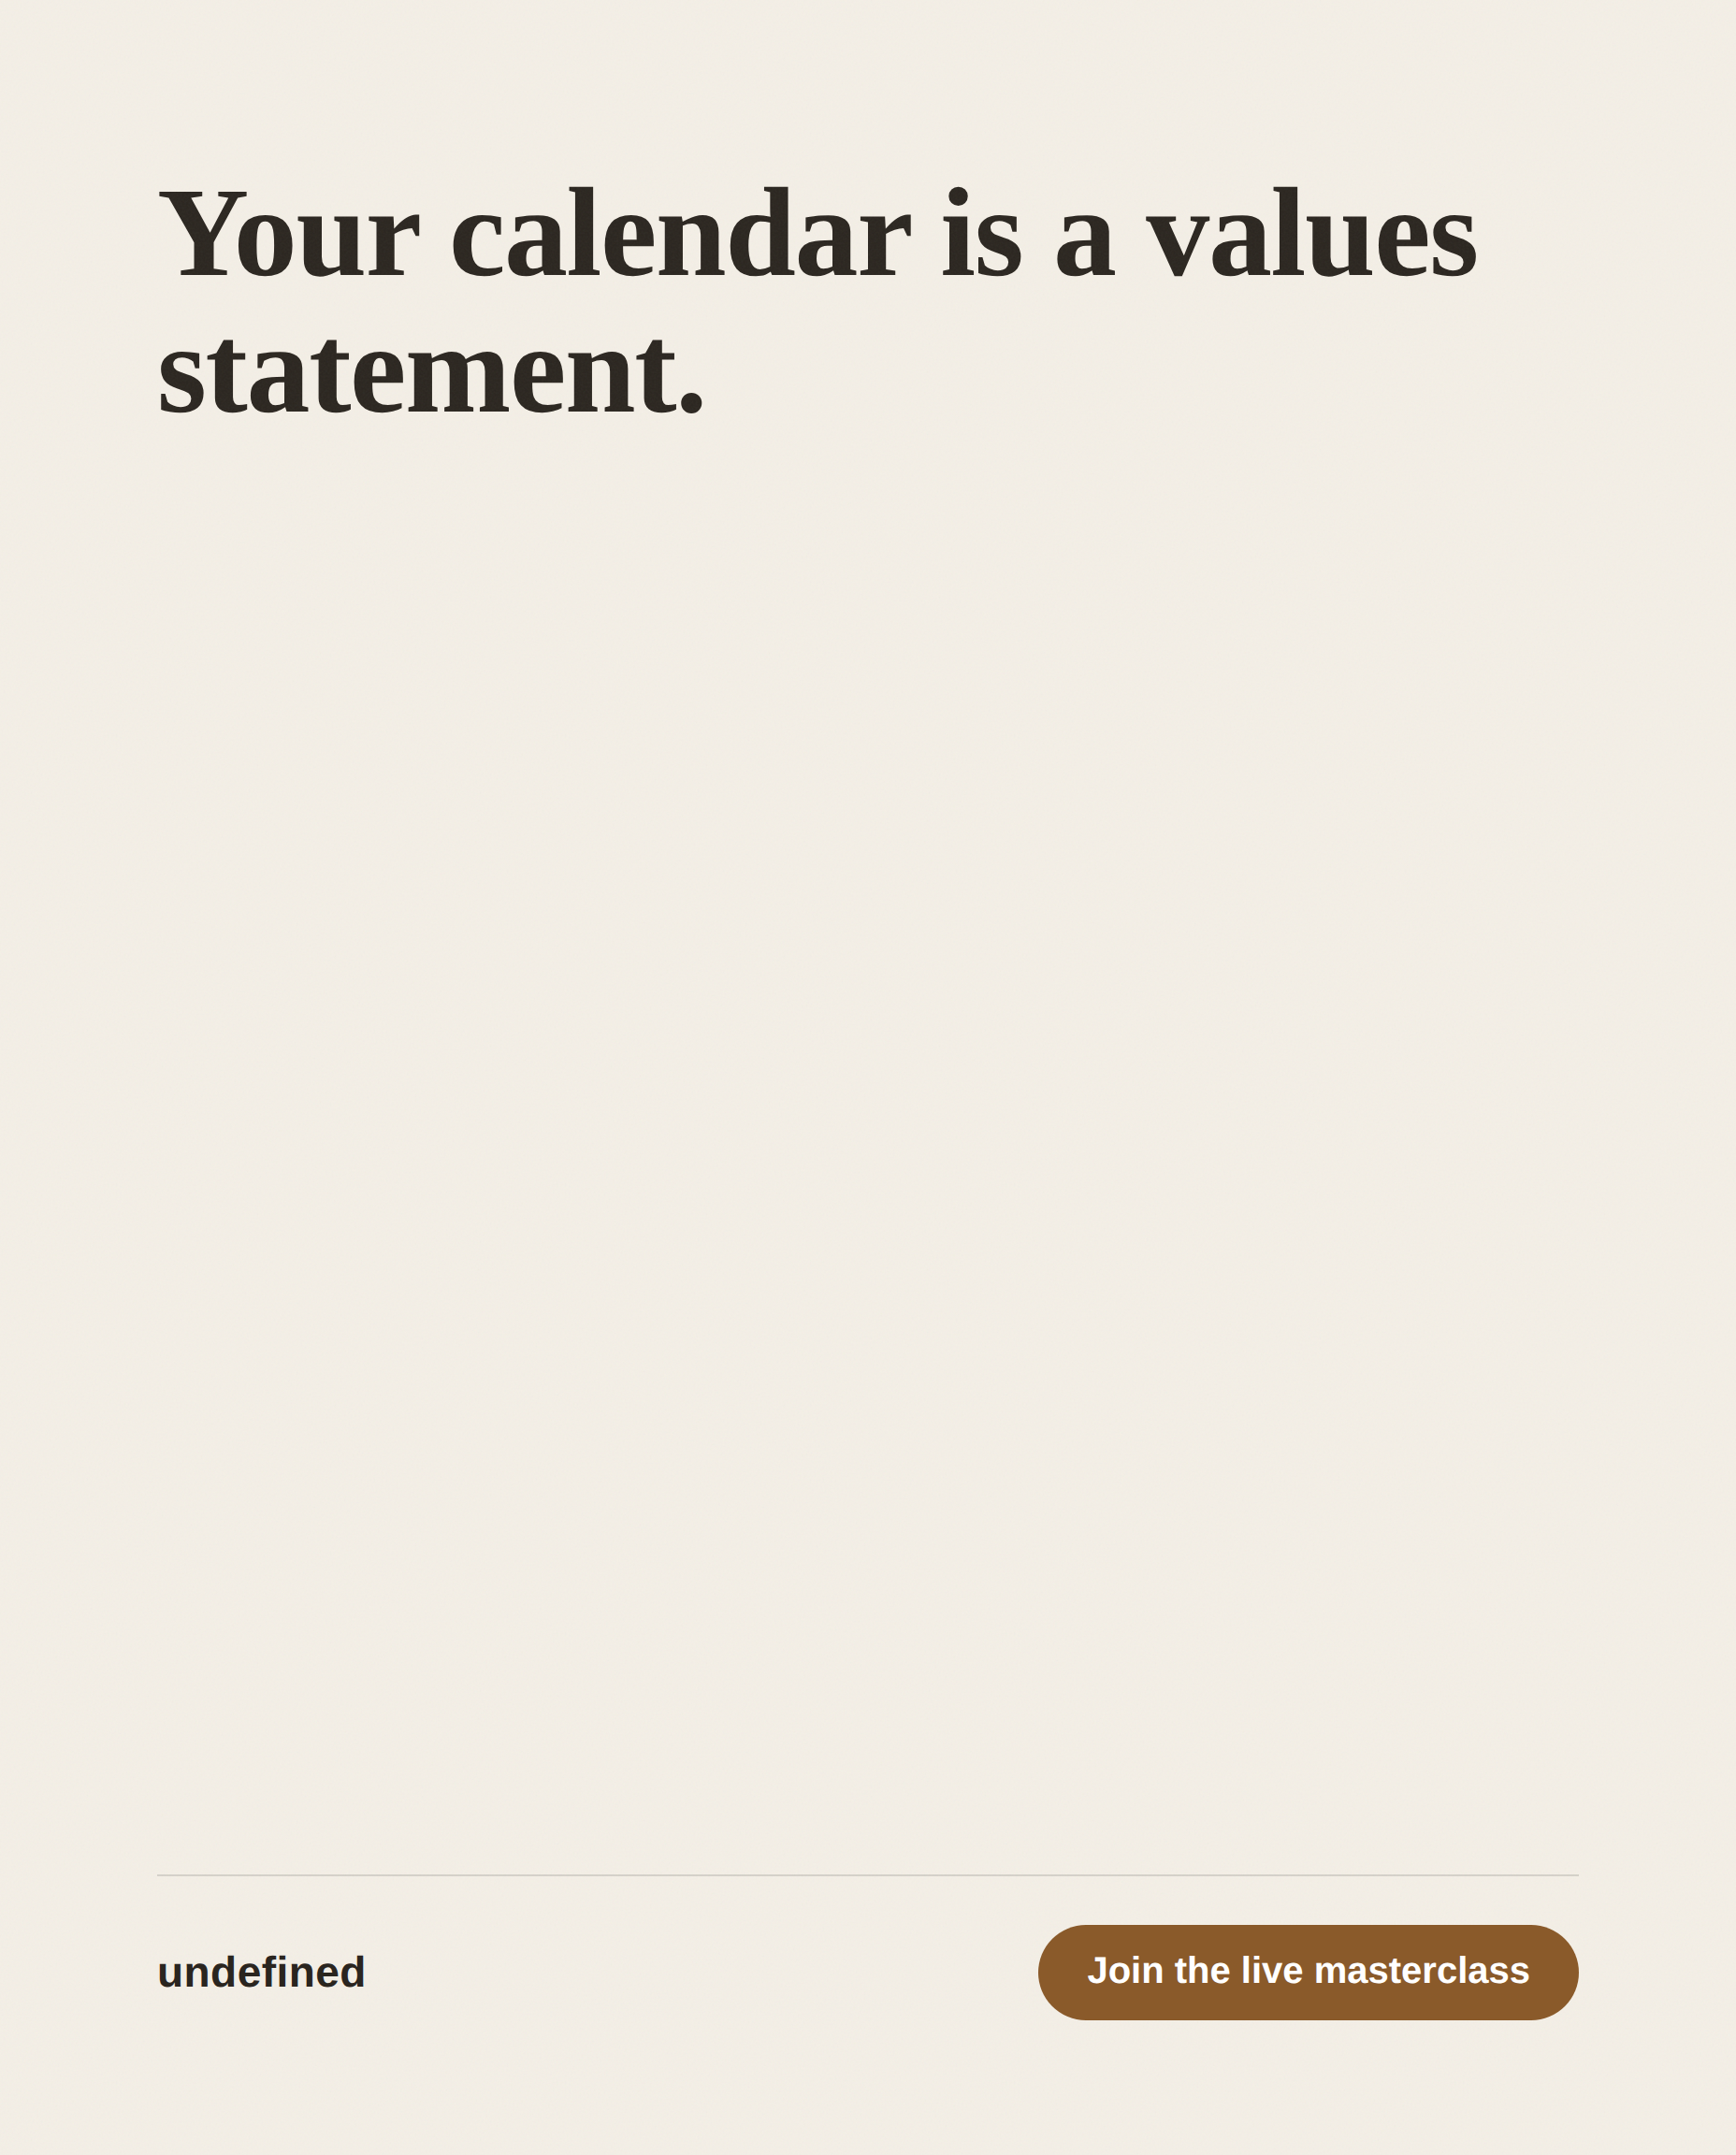 Your calendar is a values
statement.
undefined
Join the live masterclass